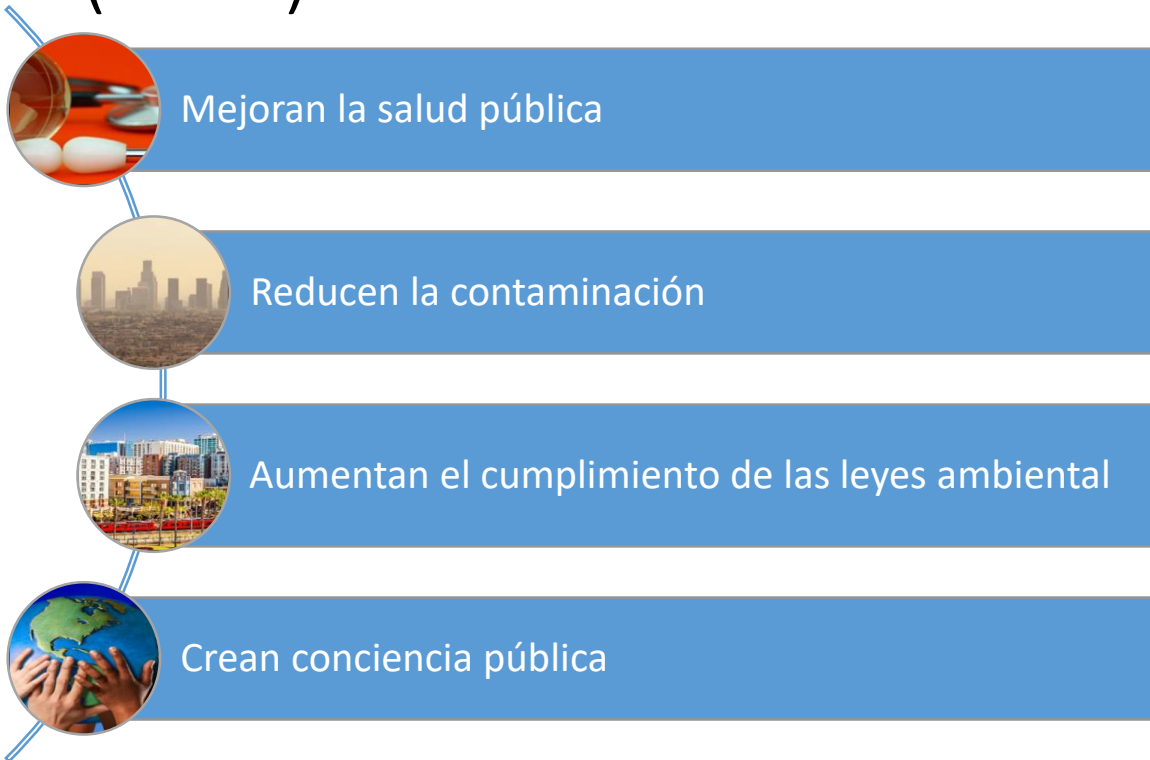 Mejoran la salud pública
Reducen la contaminación
Aumentan el cumplimiento de las leyes ambiental
Crean conciencia pública